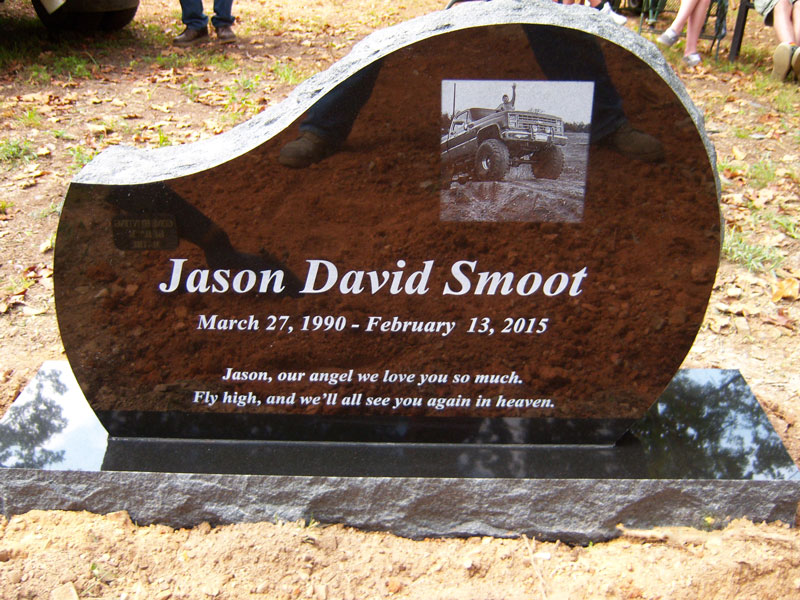 Jason David Smoot
March 27, 1990 - February 13, 2015
Jason, our angel we love you so much.
Fly high, and we'll all see you again in heaven.